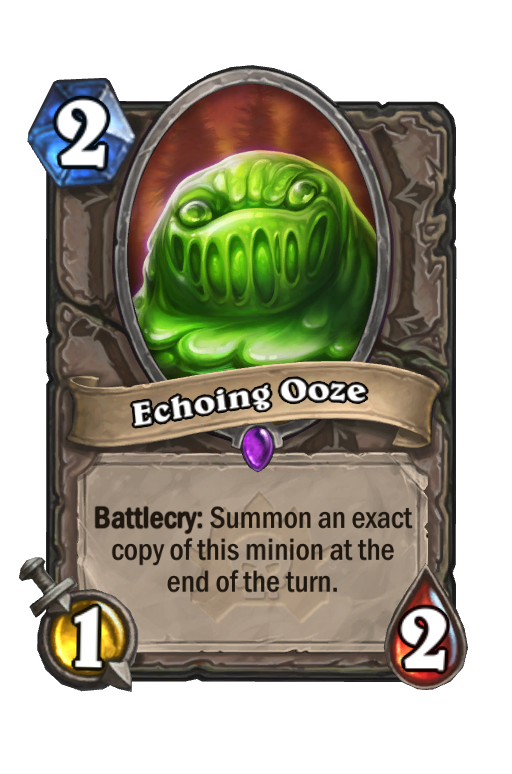 2
Echoing Ooze
Battlecry: Summon an exact
copy of this minion at the
end of the turn.
1
2